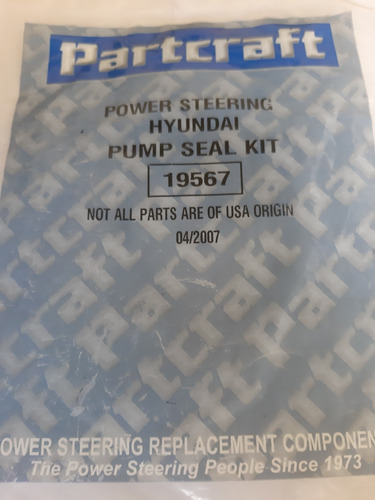 Partcraft
POWER STEERING
HYUNDAI
PUMP SEAL KIT
19567
NOT ALL PARTS ARE OF USA ORIGIN
04/2007
OWER STEERING REPLACEMENT COMPONEN
The Power Steering People Since 1973